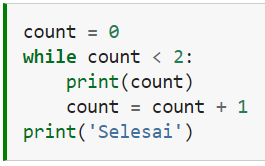 count = 0
while count < 2:
    print(count)
    count = count + 1
print('Selesai')